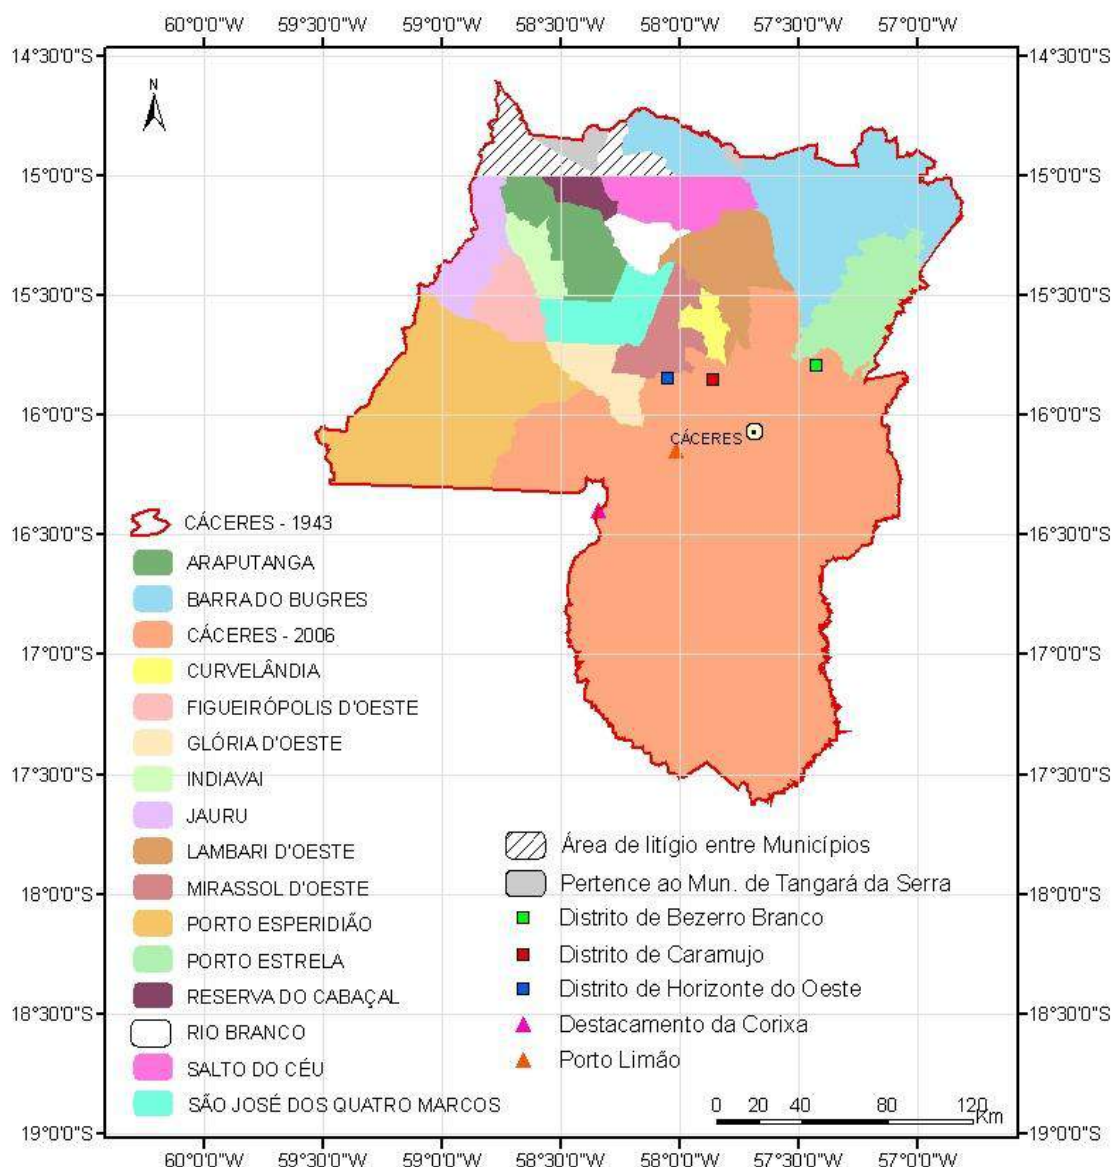 60°0'0"W 59°30'0"W 59°0'0"W 58°30'0"W 58°0'0"W 57°30'0"W 57°0'0"W
14°30'0"S 14°30'0"S
N
15°0'0"S 15°0'0"S
15°30'0"S 15°30'0"S
16°0'0"S 16°0'0"S
CÁCERES
16°30'0"S 16°30'0"S
17°0'0"S 17°0'0"S
17°30'0"S 17°30'0"S
18°0'0"S 18°0'0"S
18°30'0"S 18°30'0"S
19°0'0"S 19°0'0"S
CÁCERES - 1943
ARAPUTANGA
BARRA DO BUGRES
CÁCERES - 2006
CURVELÂNDIA
FIGUEIRÓPOLIS D'OESTE
GLÓRIA D'OESTE
INDIAVAI
JAURU
LAMBARI D'OESTE
MIRASSOL D'OESTE
PORTO ESPERIDIÃO
PORTO ESTRELA
RESERVA DO CABAÇAL
RIO BRANCO
SALTO DO CÉU
SÃO JOSÉ DOS QUATRO MARCOS
Área de litígio entre Municípios
Pertence ao Mun. de Tangará da Serra
Distrito de Bezerro Branco
Distrito de Caramujo
Distrito de Horizonte do Oeste
Destacamento da Corixa
Porto Limão
0 20 40 80 120
Km
60°0'0"W 59°30'0"W 59°0'0"W 58°30'0"W 58°0'0"W 57°30'0"W 57°0'0"W